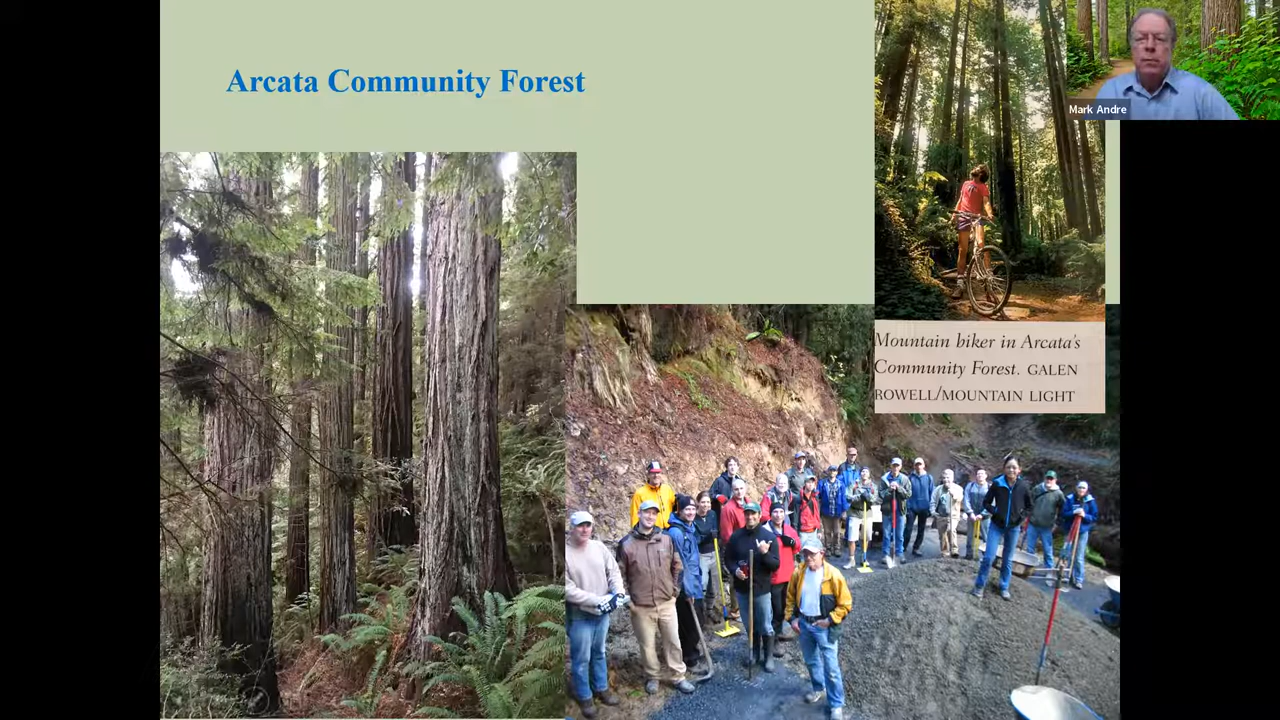 Arcata Community Forest
Mark Andre
Mountain biker in Arcata's
Community Forest. GALEN
ROWELL/MOUNTAIN LIGHT